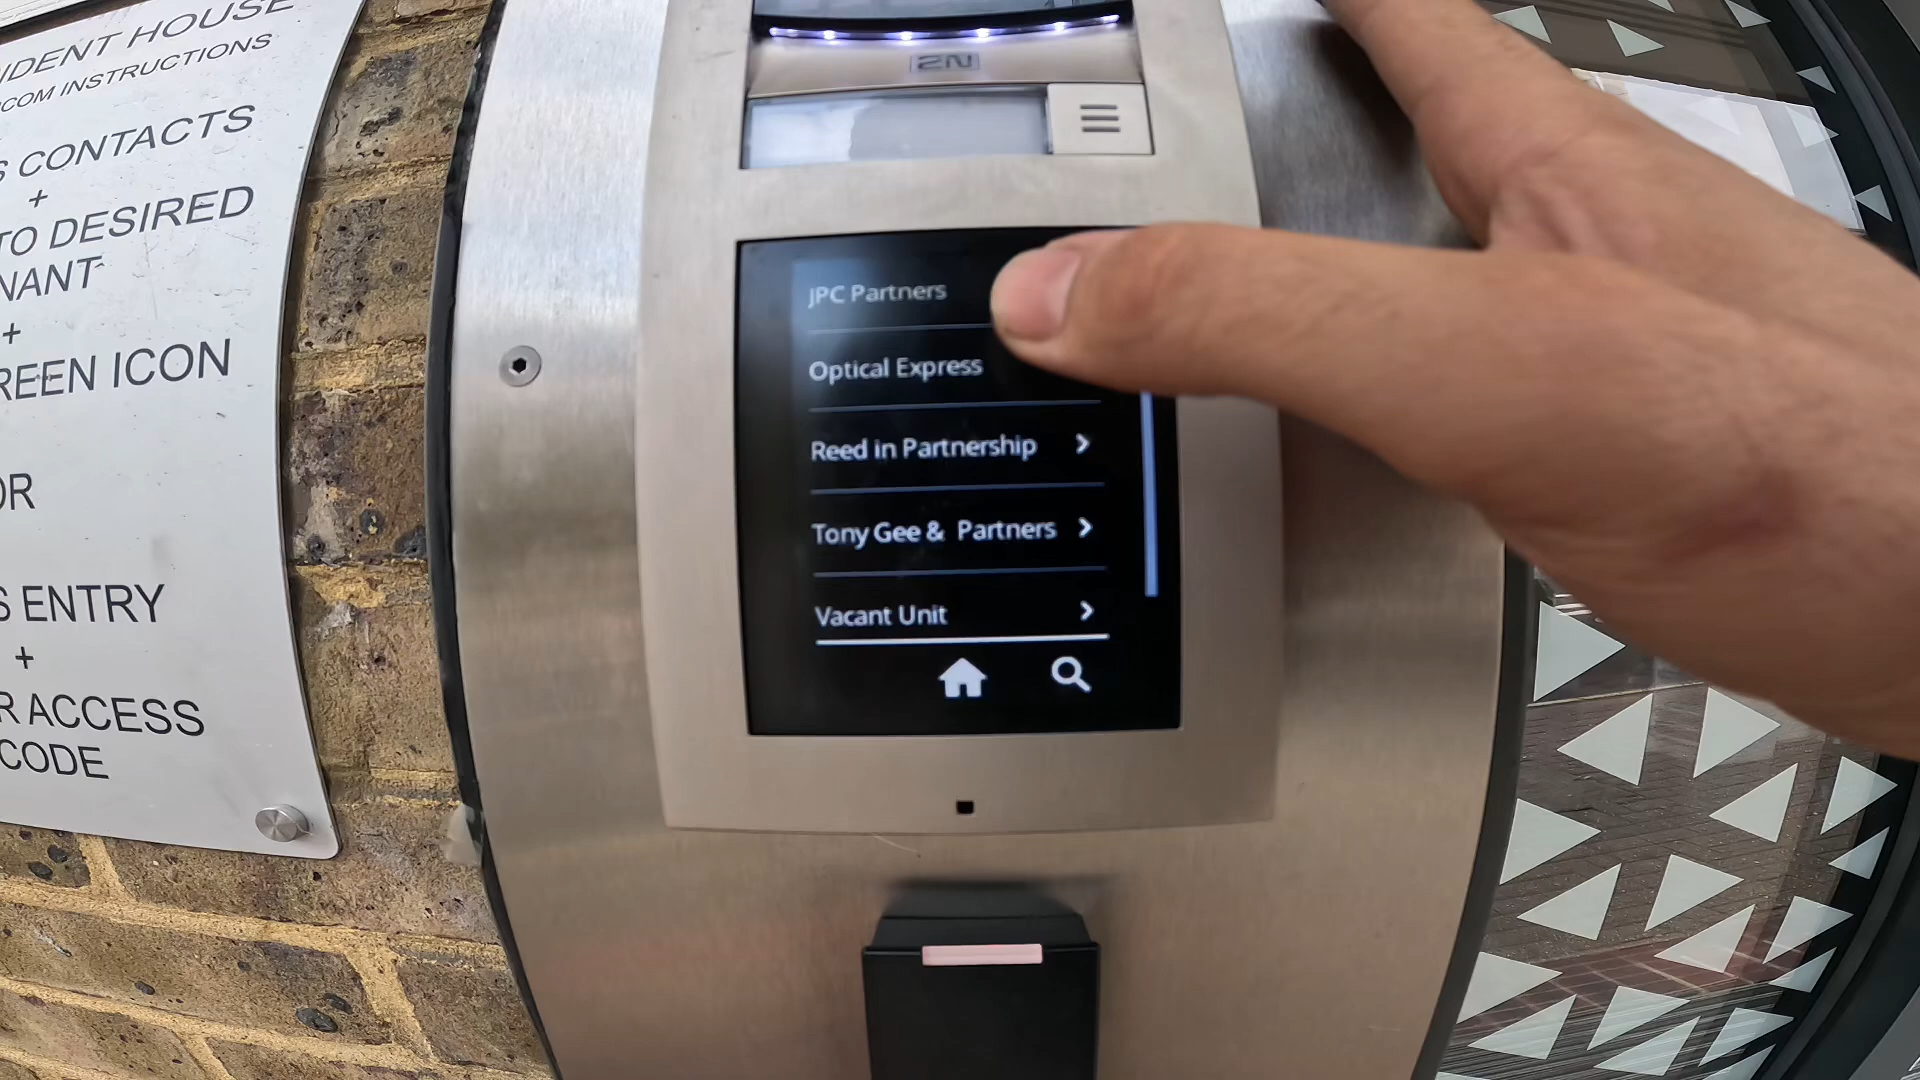 IDENT HOUSE
COM INSTRUCTIONS
S CONTACTS
+
TO DESIRED
NANT
+
REEN ICON
OR
S ENTRY
+
R ACCESS
CODE
2N
JPC Partners
Optical Express
Reed in Partnership
Tony Gee & Partners
Vacant Unit